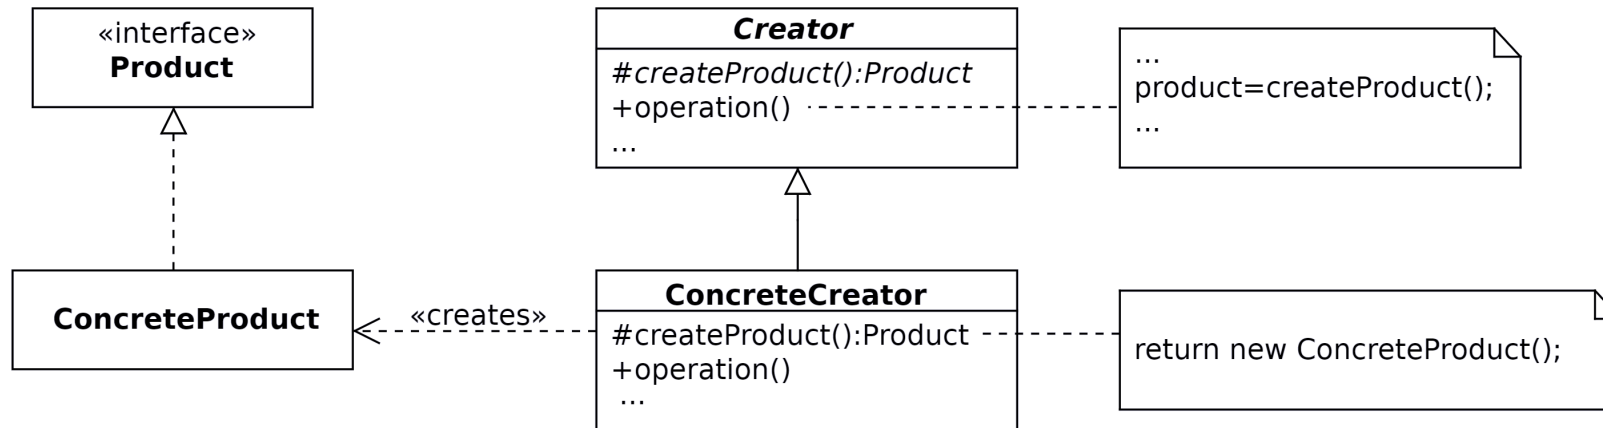 «interface»
Product
Creator
#createProduct():Product
+operation()
...
...
product=createProduct();
...
ConcreteProduct
«creates»
ConcreteCreator
#createProduct():Product
+operation()
...
return new ConcreteProduct();